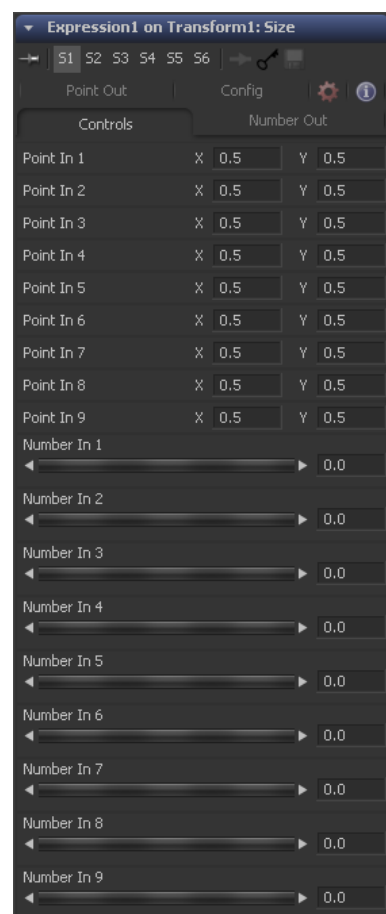 Expression1 on Transform1: Size
S1 S2 S3 S4 S5 S6
Point Out Config
Controls Number Out
Point In 1 X 0.5 Y 0.5
Point In 2 X 0.5 Y 0.5
Point In 3 X 0.5 Y 0.5
Point In 4 X 0.5 Y 0.5
Point In 5 X 0.5 Y 0.5
Point In 6 X 0.5 Y 0.5
Point In 7 X 0.5 Y 0.5
Point In 8 X 0.5 Y 0.5
Point In 9 X 0.5 Y 0.5
Number In 1
0.0
Number In 2
0.0
Number In 3
0.0
Number In 4
0.0
Number In 5
0.0
Number In 6
0.0
Number In 7
0.0
Number In 8
0.0
Number In 9
0.0